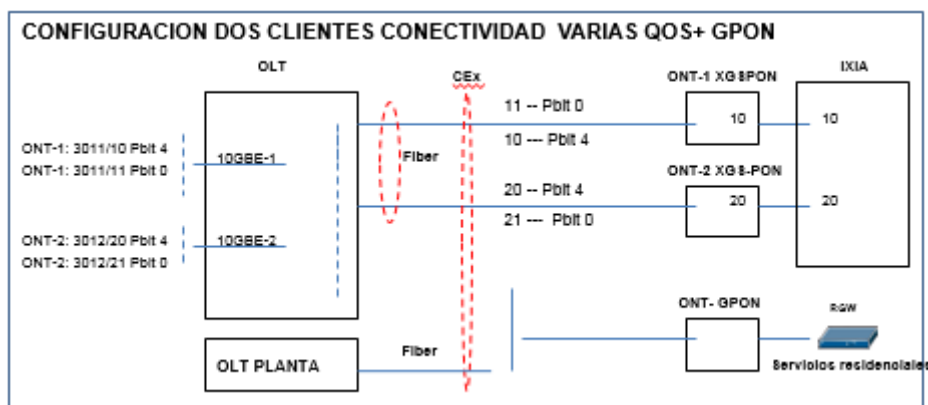 CONFIGURACION DOS CLIENTES CONECTIVIDAD VARIAS QOS+ GPON
OLT
CEx
ONT-1 XG8PON
IXIA
11 -- Pbit 0
10
10
ONT-1: 3011/10 Pbit 4
10GBE-1
Fiber
10 -- Pbit 4
ONT-1: 3011/11 Pbit 0
ONT-2 XG8-PON
20 -- Pbit 4
20
20
21 --- Pbit 0
ONT-2: 3012/20 Pbit 4
10GBE-2
ONT-2: 3012/21 Pbit 0
ONT- GPON
RGW
OLT PLANTA
Fiber
Servicios residenciales